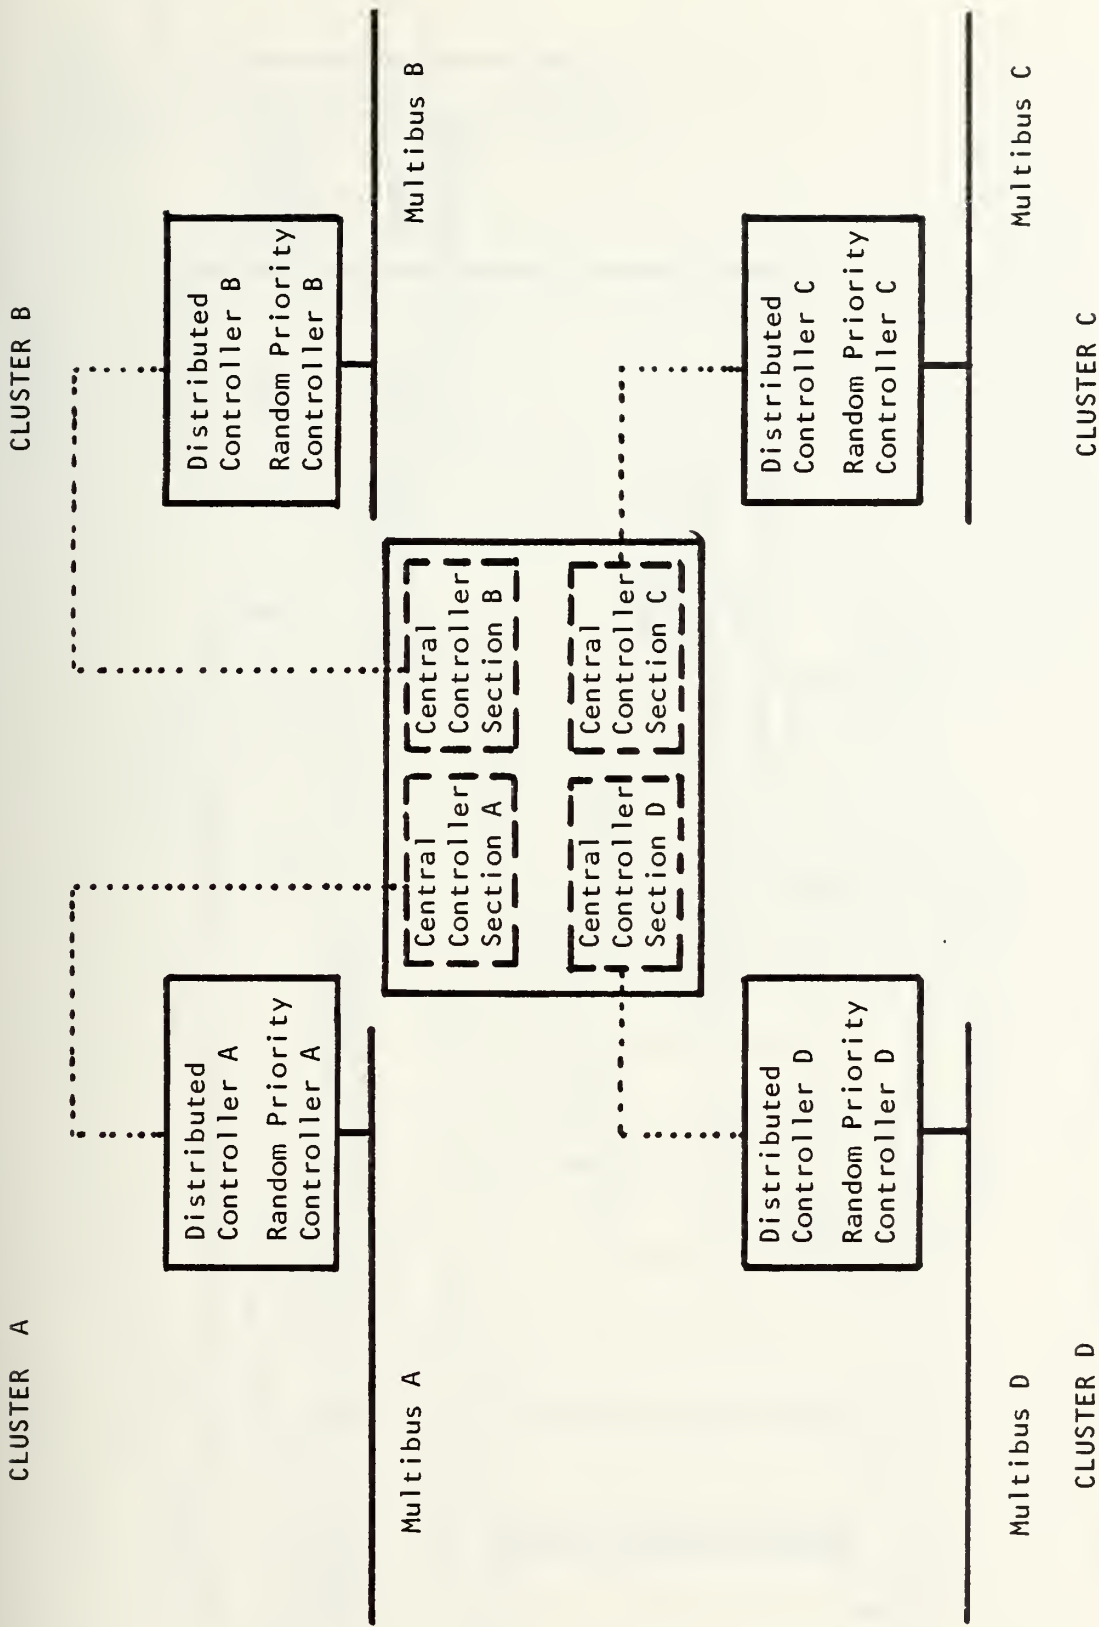 CLUSTER A
CLUSTER B
Distributed
Controller A
Random Priority
Controller A
Distributed
Controller B
Random Priority
Controller B
Multibus A
Multibus B
Central
Controller
Section A
Central
Controller
Section B
Central
Controller
Section D
Central
Controller
Section C
Distributed
Controller D
Random Priority
Controller D
Distributed
Controller C
Random Priority
Controller C
Multibus D
Multibus C
CLUSTER D
CLUSTER C